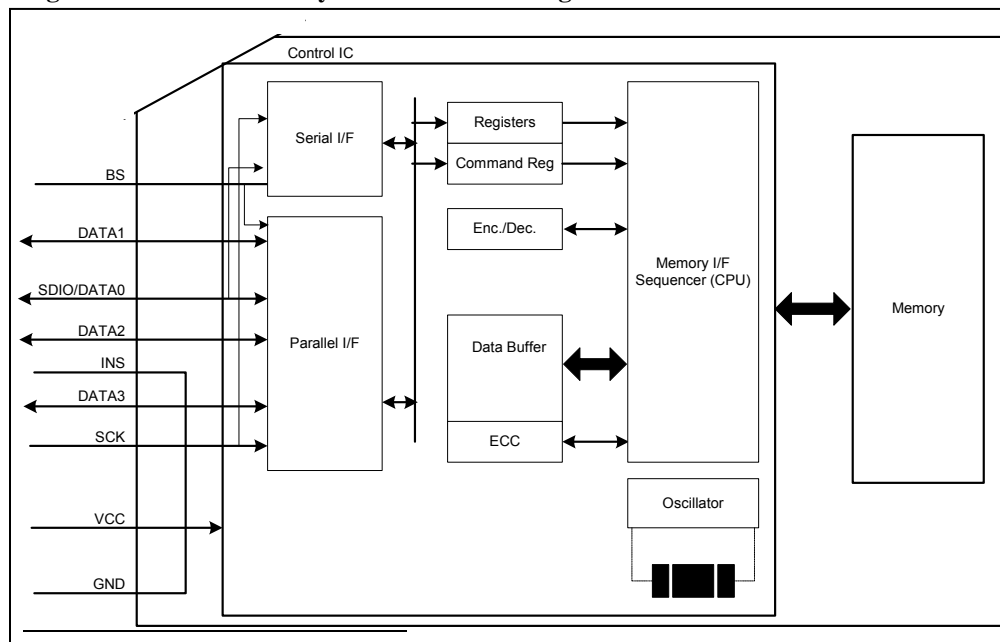 Control IC
Serial I/F
Registers
Command Reg
BS
DATA1
Enc./Dec.
Memory I/F
Sequencer (CPU)
SDIO/DATA0
Memory
DATA2
Parallel I/F
Data Buffer
INS
DATA3
SCK
ECC
Oscillator
VCC
GND